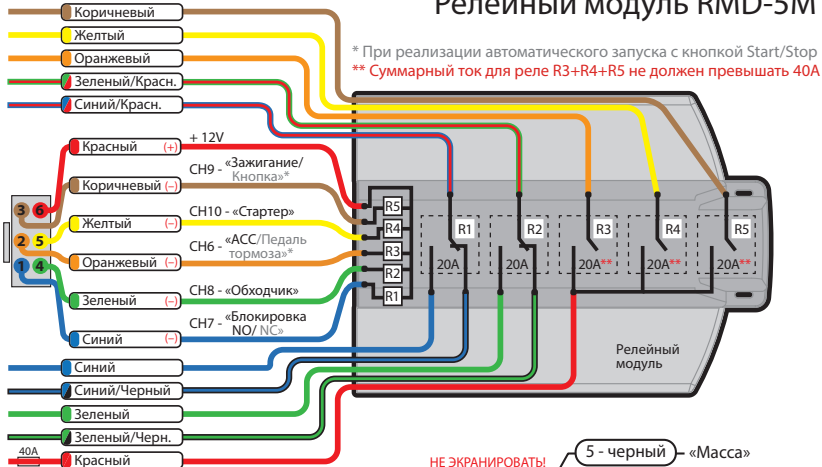 Релейный модуль RMD-5M
* При реализации автоматического запуска с кнопкой Start/Stop
** Суммарный ток для реле R3+R4+R5 не должен превышать 40А
Коричневый
Желтый
Оранжевый
Зеленый/Красн.
Синий/Красн.
Красный (+)
+ 12V
Коричневый (–)
CH9 - «Зажигание/
Кнопка»*
Желтый (–)
CH10 - «Стартер»
Оранжевый (–)
CH6 - «ACC/Педаль
тормоза»*
Зеленый (–)
CH8 - «Обходчик»
Синий (–)
CH7 - «Блокировка
NO/ NC»
3 6
2 5
1 4
R5
R4
R3
R2
R1
R1
R2
R3
R4
R5
20A
20A
20A**
20A**
20A**
Релейный
модуль
Синий
Синий/Черный
Зеленый
Зеленый/Черн.
40A
Красный
НЕ ЭКРАНИРОВАТЬ!
5 - черный
«Масса»